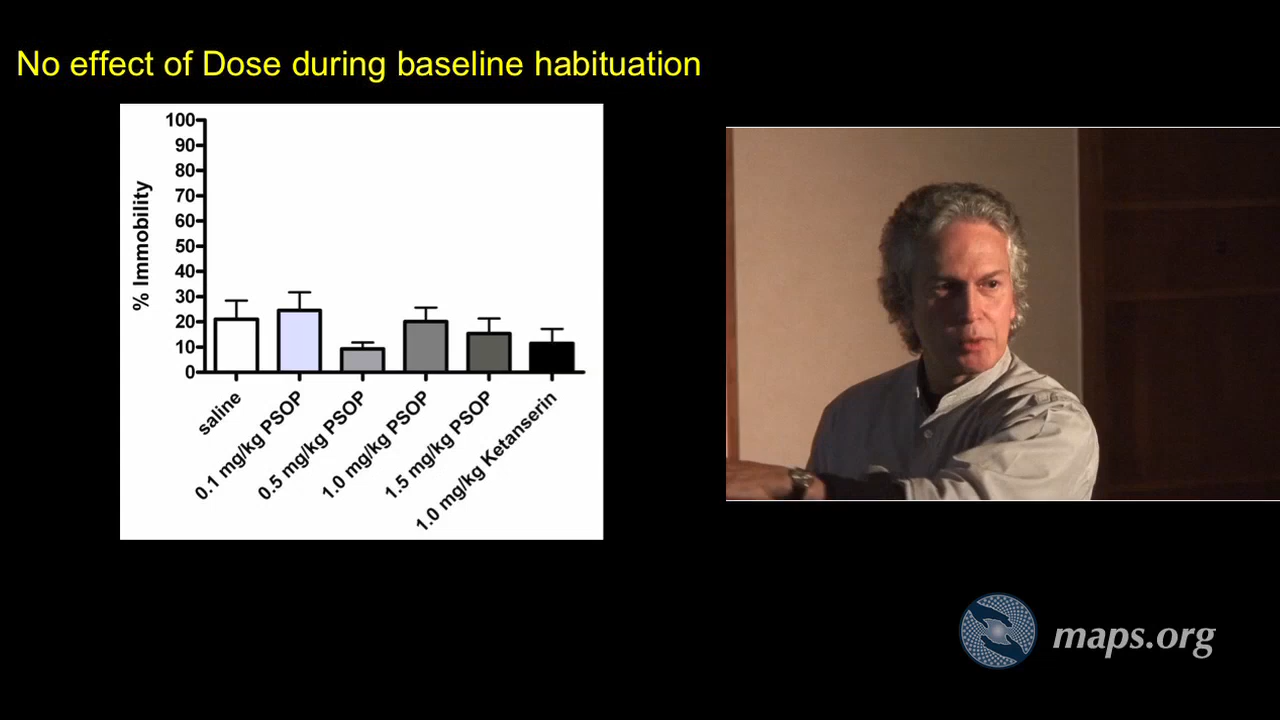 No effect of Dose during baseline habituation
100
90
80
70
60
50
40
30
20
10
0
% Immobility
saline
0.1 mg/kg PSOP
0.5 mg/kg PSOP
1.0 mg/kg PSOP
1.5 mg/kg PSOP
1.0 mg/kg Ketanserin
maps.org